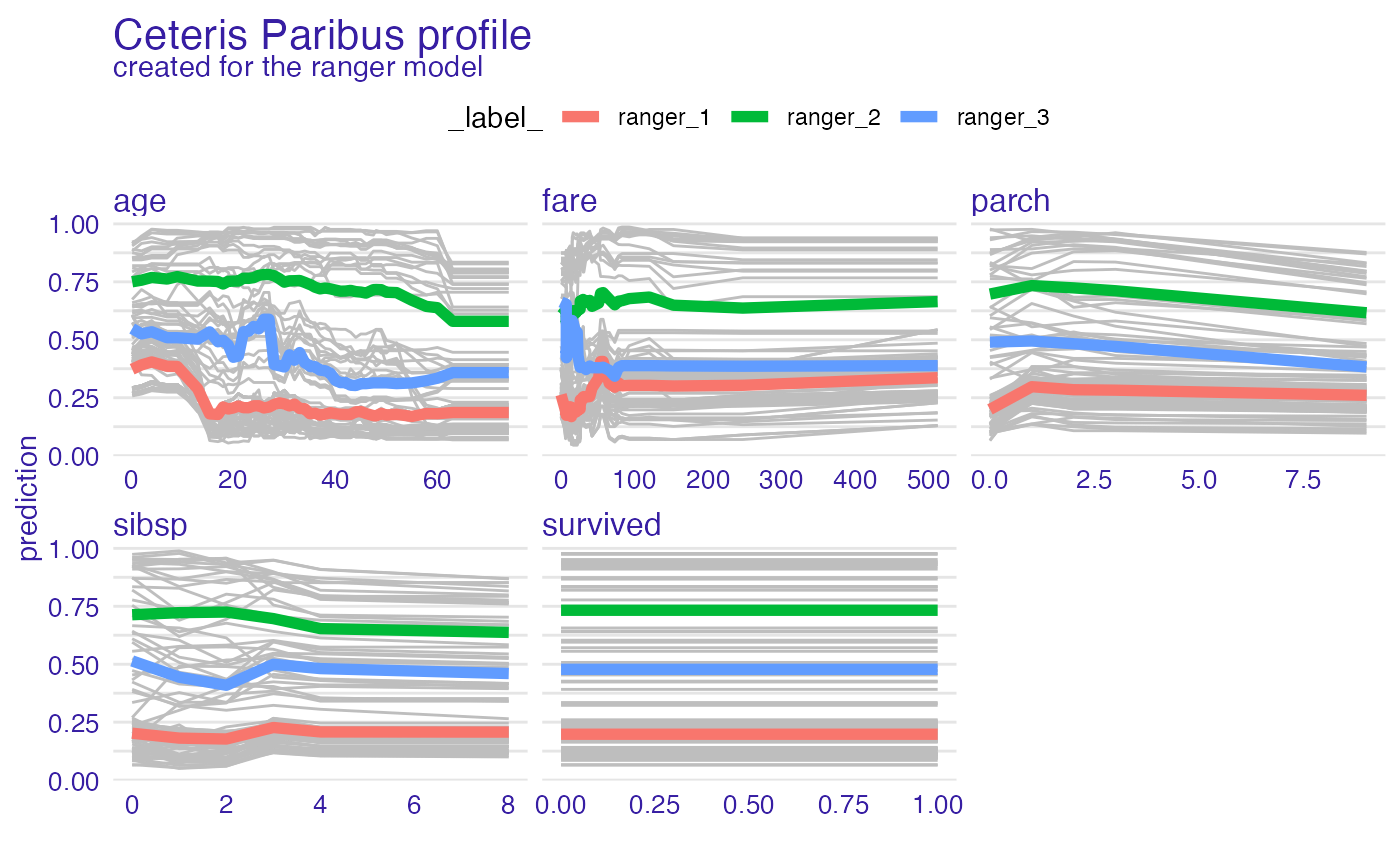 Ceteris Paribus profile
created for the ranger model
_label_ ranger_1 ranger_2 ranger_3
age fare parch
1.00
0.75
0.50
0.25
0.00
0 20 40 60 0 100 200 300 400 500 0.0 2.5 5.0 7.5
prediction
sibsp survived
1.00
0.75
0.50
0.25
0.00
0 2 4 6 8 0.00 0.25 0.50 0.75 1.00